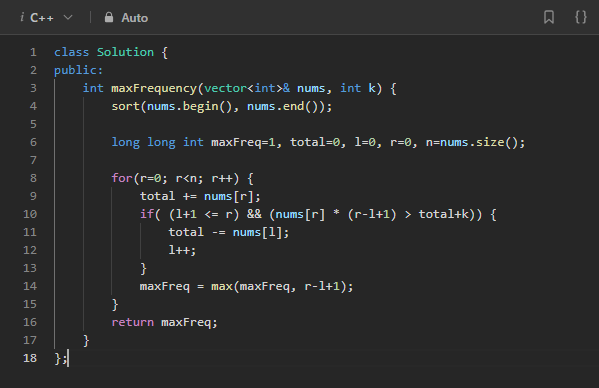 i C++ Auto {}
1 class Solution {
2 public:
3     int maxFrequency(vector<int>& nums, int k) {
4         sort(nums.begin(), nums.end());
5
6         long long int maxFreq=1, total=0, l=0, r=0, n=nums.size();
7
8         for(r=0; r<n; r++) {
9             total += nums[r];
10             if( (l+1 <= r) && (nums[r] * (r-l+1) > total+k)) {
11                 total -= nums[l];
12                 l++;
13             }
14             maxFreq = max(maxFreq, r-l+1);
15         }
16         return maxFreq;
17     }
18 };